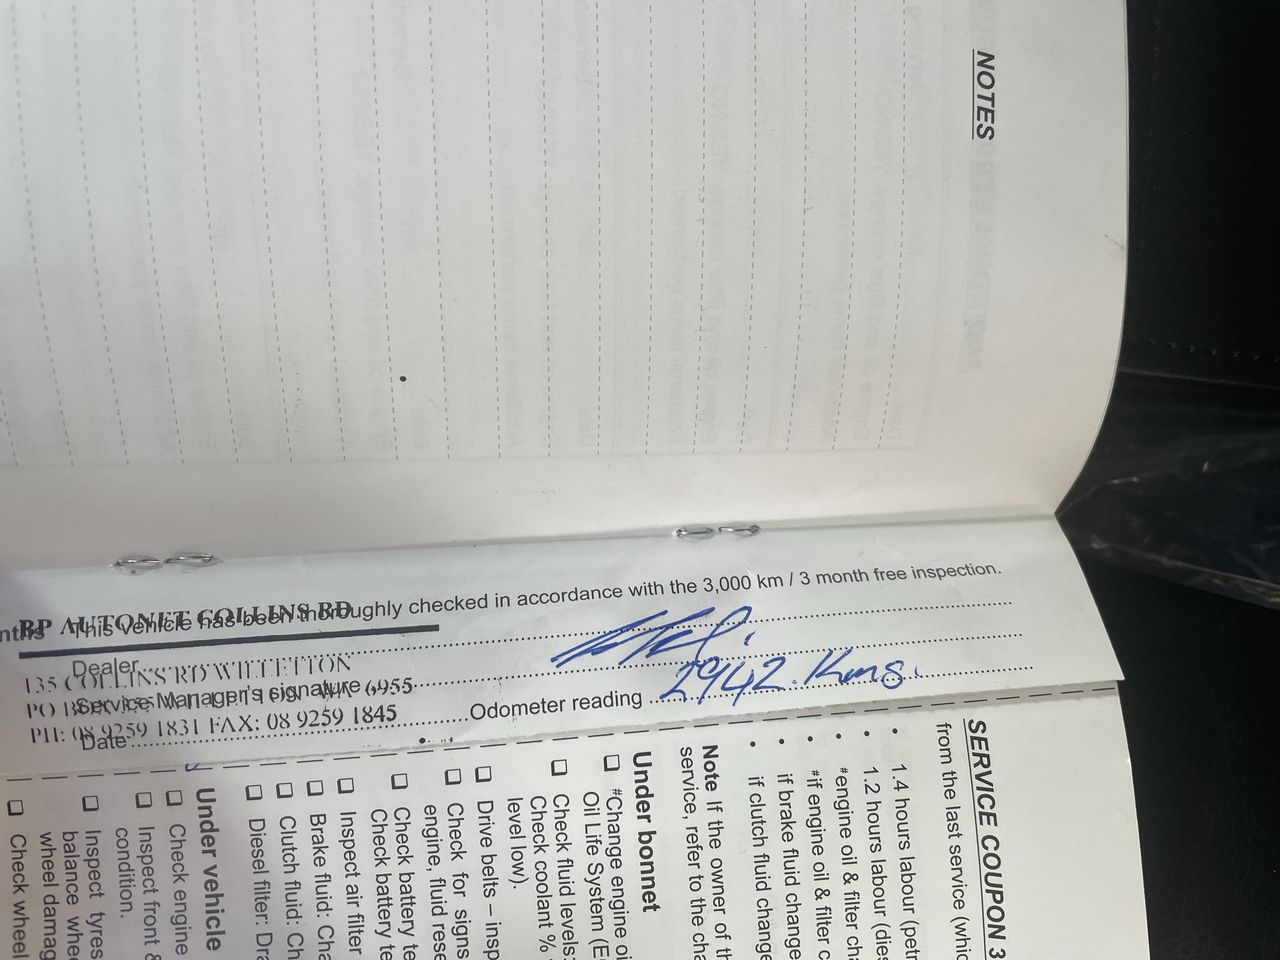 NOTES
This vehicle has been thoroughly checked in accordance with the 3,000 km / 3 month free inspection.
BP AUTONET COLLINS RD
Dealer
135 COLLINS RD WILLETTON
Service Manager's signature
PO BOX 6955
PH: 08 9259 1831 FAX: 08 9259 1845
Date
Odometer reading 2942. Kms.
SERVICE COUPON 3
from the last service (whic
• 1.4 hours labour (petr
• 1.2 hours labour (dies
• #engine oil & filter cha
• #if engine oil & filter c
• if brake fluid change
• if clutch fluid change
Note If the owner of th
service, refer to the cha
Under bonnet
❑ #Change engine oi
Oil Life System (E
❑ Check fluid levels:
Check coolant %
level low).
❑ Drive belts – insp
❑ Check for signs
engine, fluid rese
❑ Check battery te
Check battery te
❑ Inspect air filter
❑ Brake fluid: Cha
❑ Clutch fluid: Ch
❑ Diesel filter: Dra
Under vehicle
❑ Check engine
❑ Inspect front &
condition.
❑ Inspect tyres
balance whee
wheel damag
❑ Check wheel